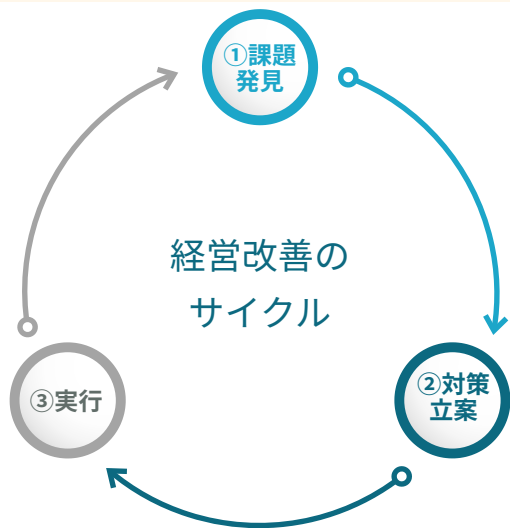 ①課題
発見
経営改善の
サイクル
③実行
②対策
立案